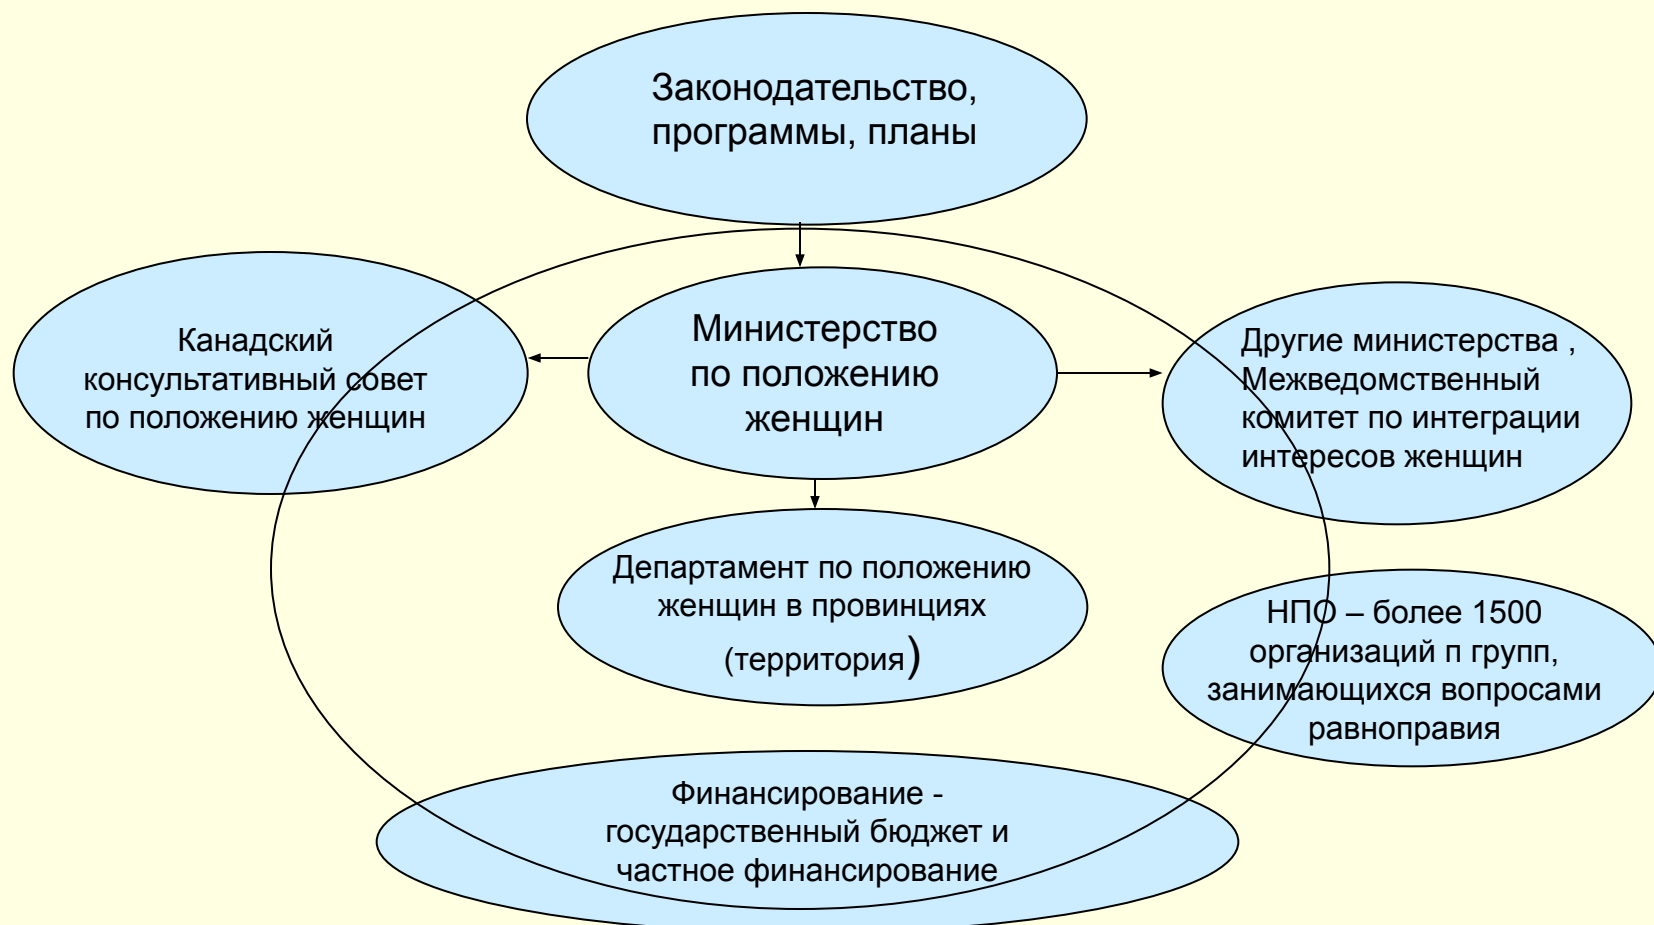 Законодательство,
программы, планы
Канадский
консультативный совет
по положению женщин
Министерство
по положению
женщин
Другие министерства ,
Межведомственный
комитет по интеграции
интересов женщин
Департамент по положению
женщин в провинциях
(территория)
НПО – более 1500
организаций п групп,
занимающихся вопросами
равноправия
Финансирование -
государственный бюджет и
частное финансирование